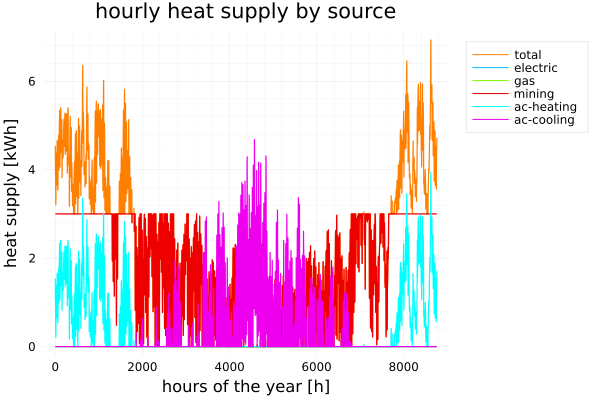 hourly heat supply by source
heat supply [kWh]
6
4
2
0
0
2000
4000
6000
8000
hours of the year [h]
total
electric
gas
mining
ac-heating
ac-cooling